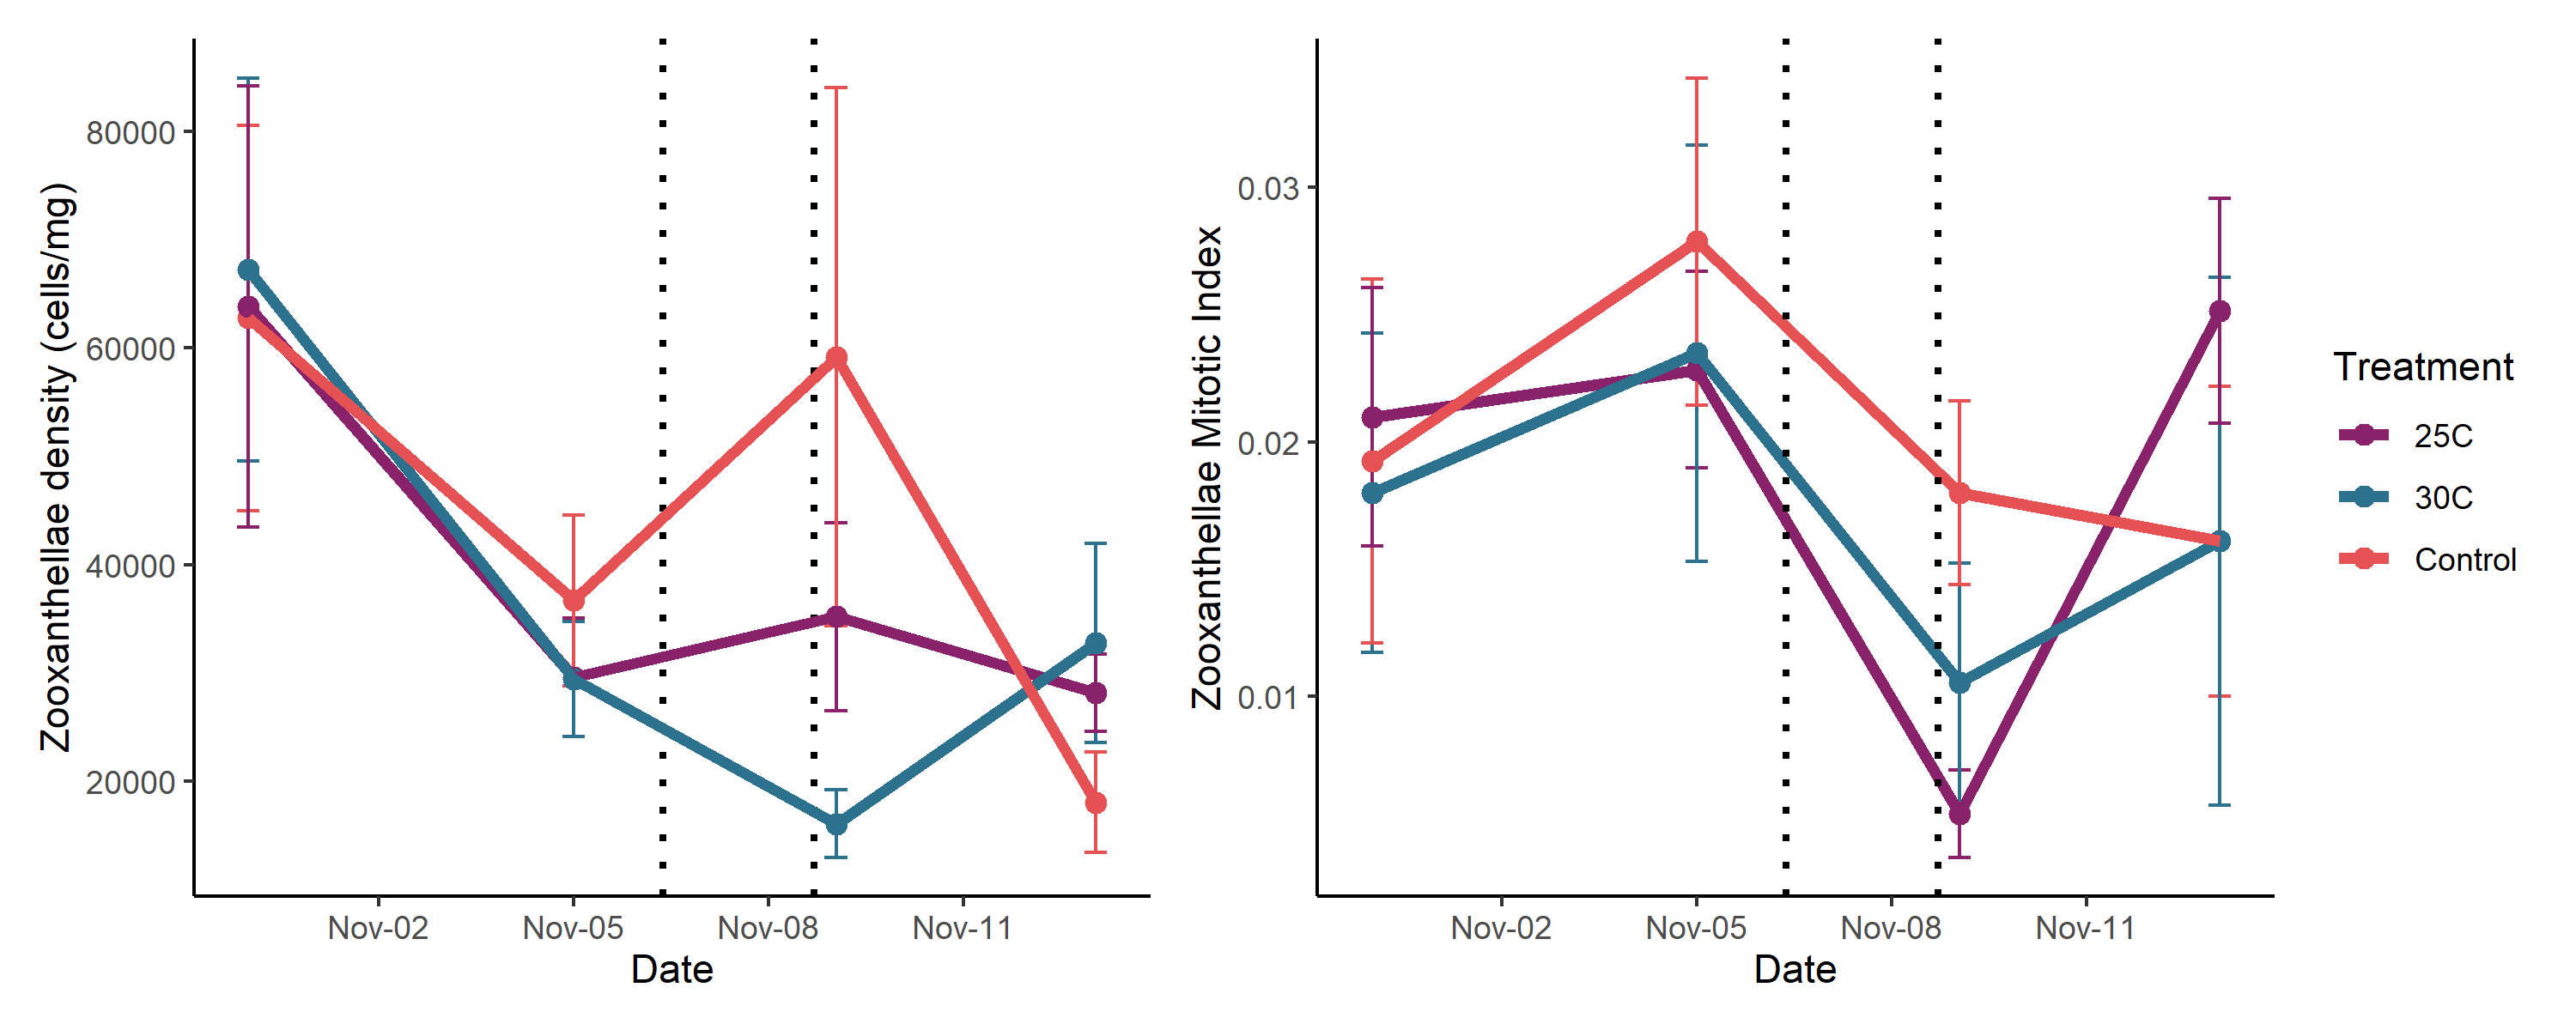 Zooxanthellae density (cells/mg)
80000
60000
40000
20000
Nov-02 Nov-05 Nov-08 Nov-11
Date
Zooxanthellae Mitotic Index
0.03
0.02
0.01
Nov-02 Nov-05 Nov-08 Nov-11
Date
Treatment
25C
30C
Control